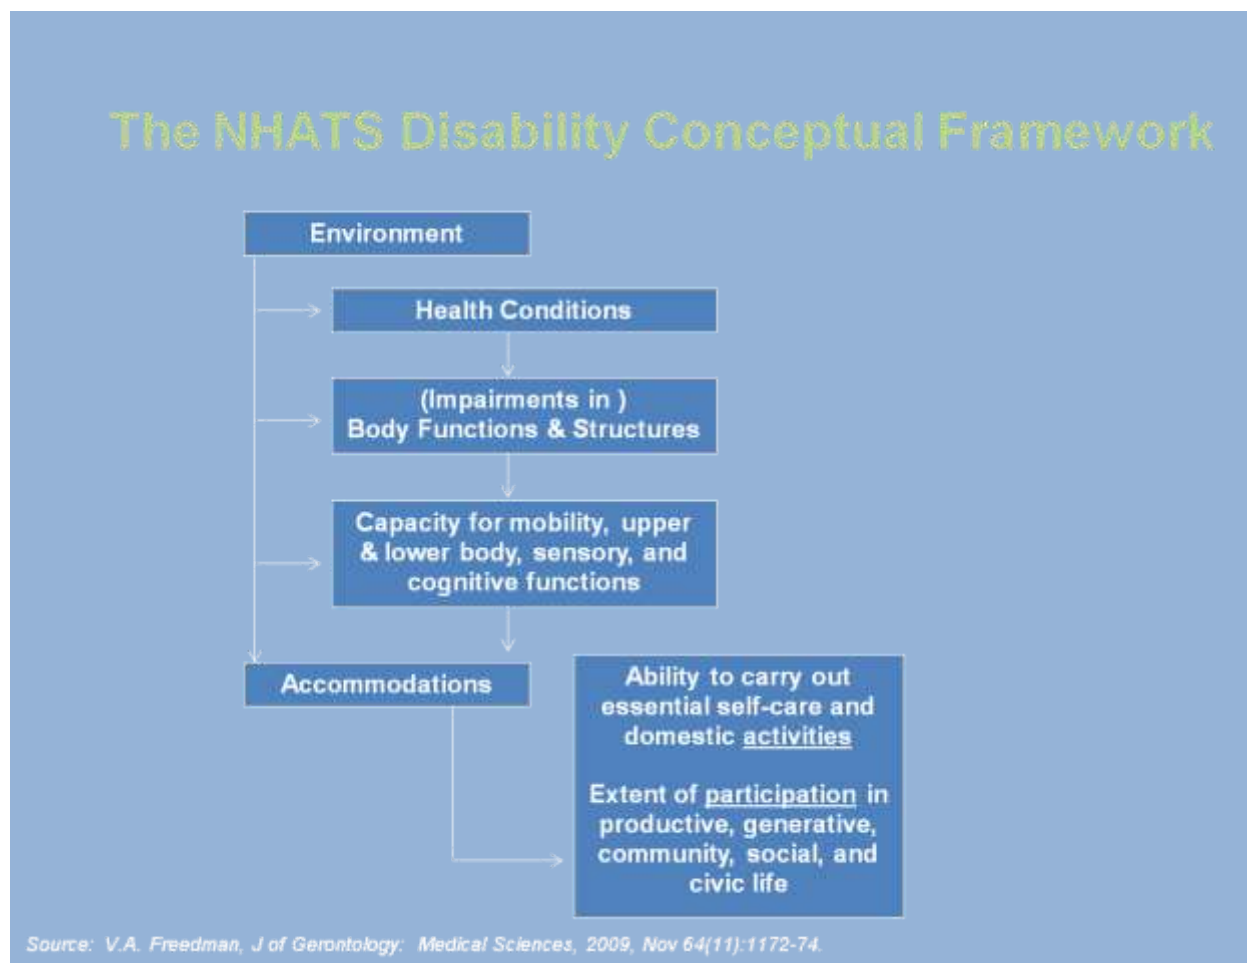 The NHATS Disability Conceptual Framework
Environment
Health Conditions
(Impairments in )
Body Functions & Structures
Capacity for mobility, upper
& lower body, sensory, and
cognitive functions
Accommodations
Ability to carry out
essential self-care and
domestic activities
Extent of participation in
productive, generative,
community, social, and
civic life
Source: V.A. Freedman, J of Gerontology: Medical Sciences, 2009, Nov 64(11):1172-74.